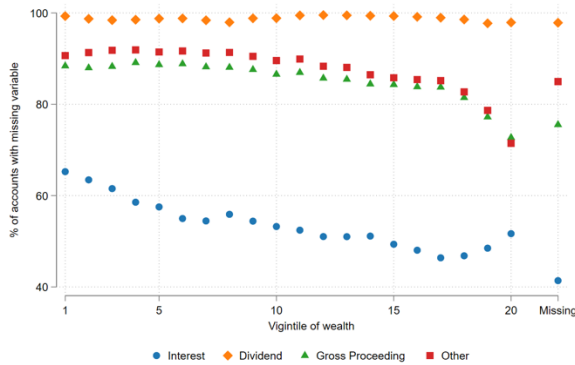 % of accounts with missing variable
100
80
60
40
1 5 10 15 20 Missing
Vigintile of wealth
Interest Dividend Gross Proceeding Other